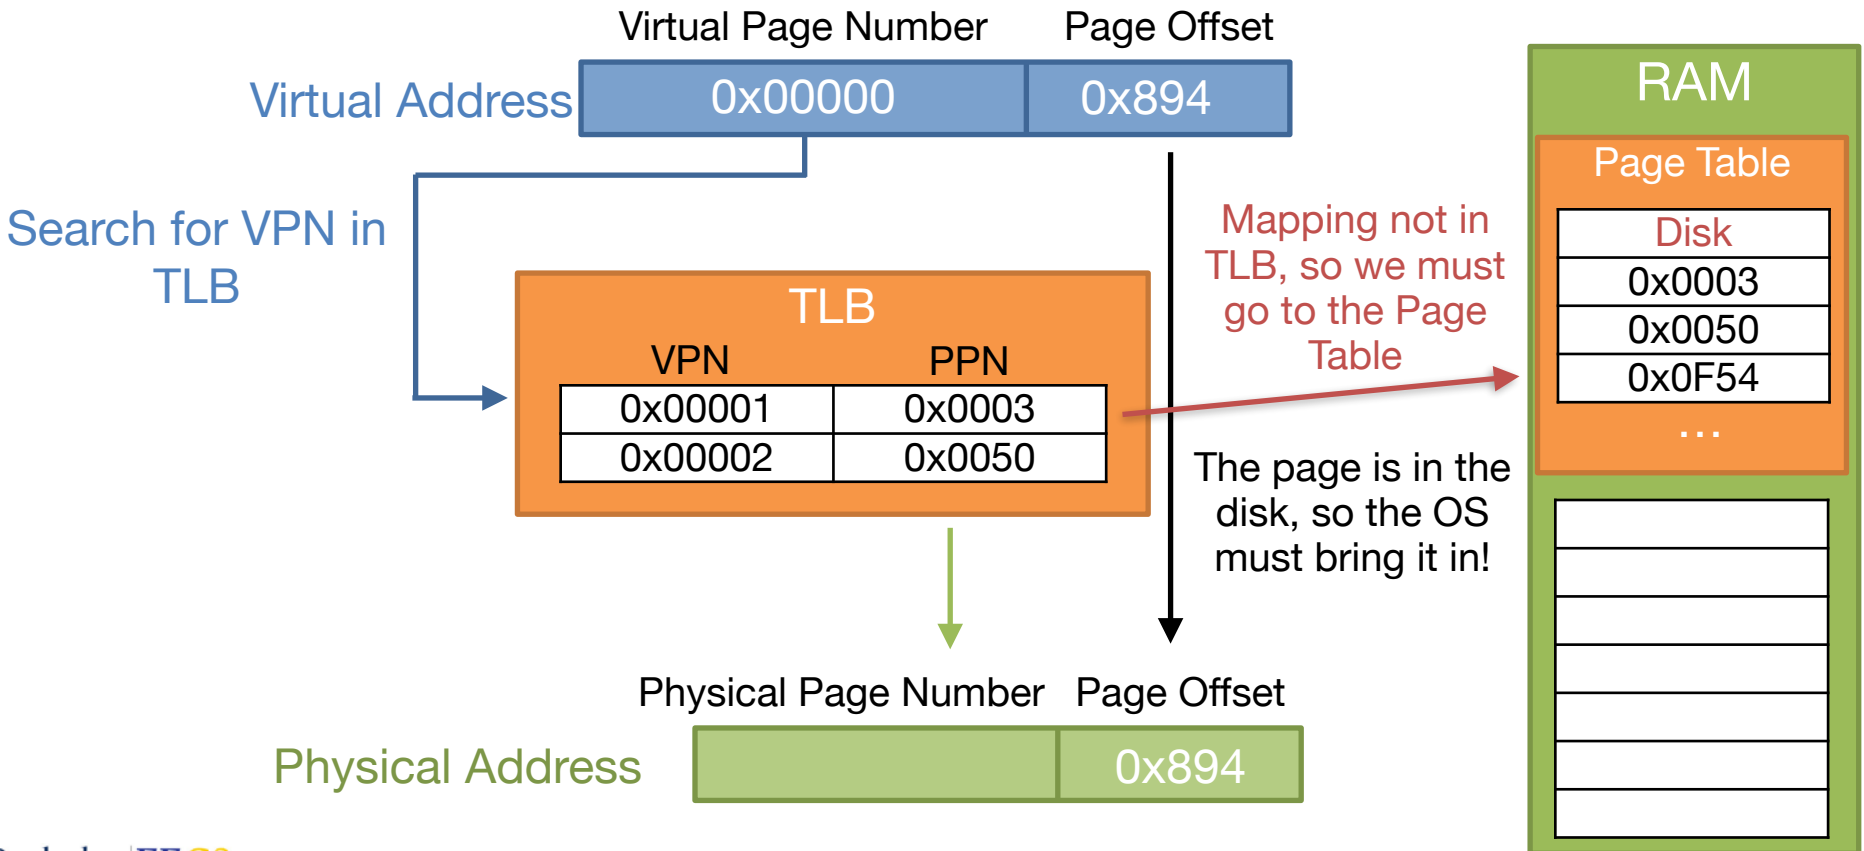 Virtual Page Number
Page Offset
Virtual Address
0x00000
0x894
RAM
Page Table
Disk
0x0003
0x0050
0x0F54
...
Search for VPN in
TLB
Mapping not in
TLB, so we must
go to the Page
Table
TLB
VPN
PPN
0x00001
0x0003
0x00002
0x0050
The page is in the
disk, so the OS
must bring it in!
Physical Page Number
Page Offset
Physical Address
0x894